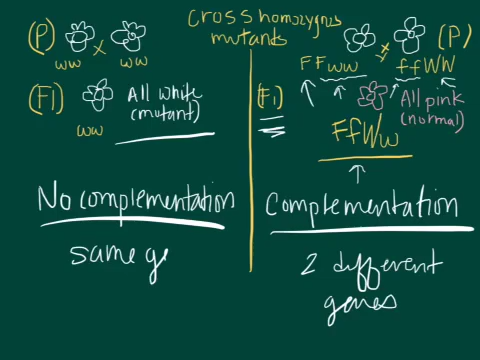 Cross homozygous
mutants
(P)
x
ww ww
(F1) All white
(mutant)
ww
No complementation
same ge
x (P)
FFww ffWW
(F1) All pink
(normal)
FfWw
Complementation
2 different
genes